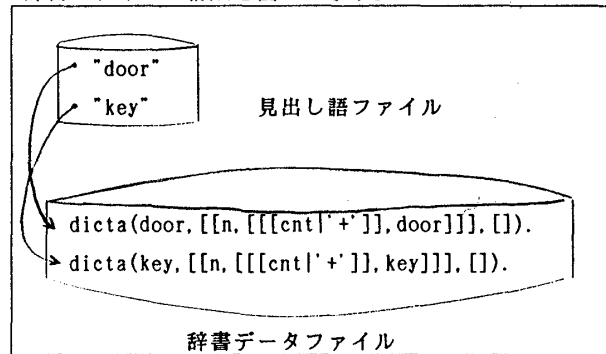 "door"
"key"
見出し語ファイル
dicta(door,[[n,[[[cnt|'+']],door]]],[]).
dicta(key,[[n,[[[cnt|'+']],key]]],[]).
辞書データファイル